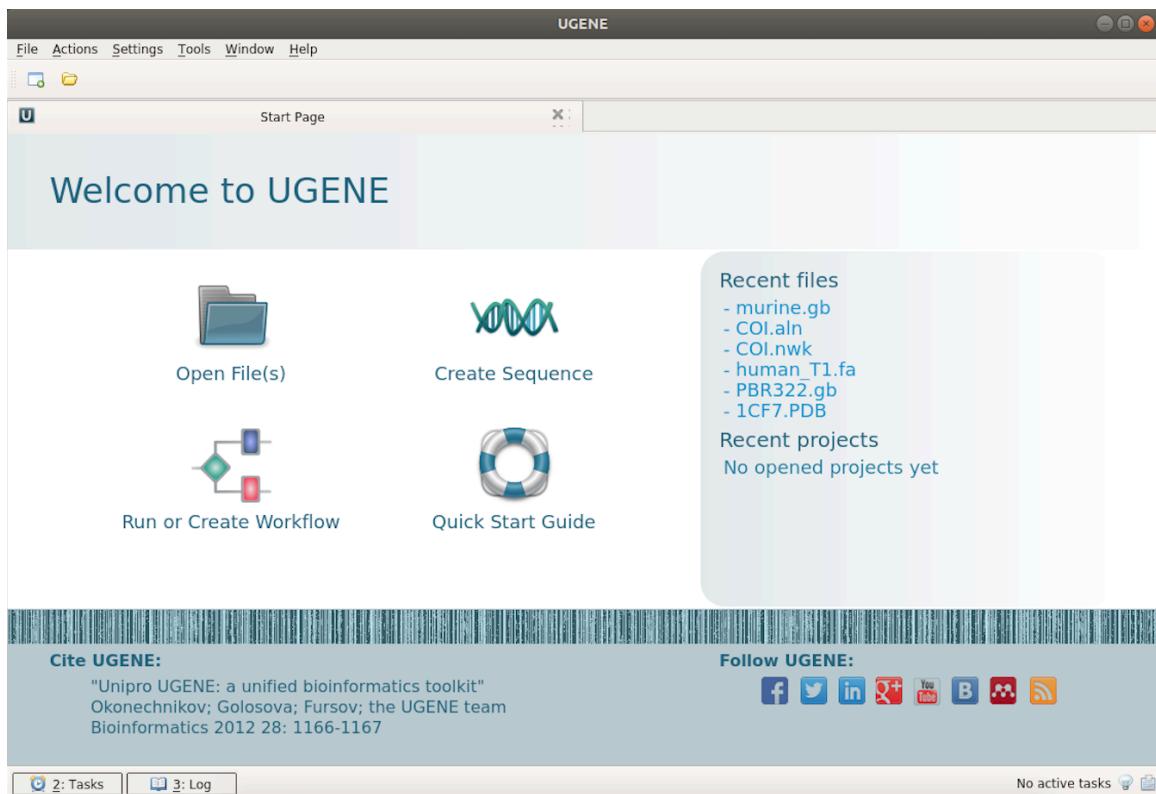 UGENE
File Actions Settings Tools Window Help
U Start Page
Welcome to UGENE
Open File(s)
Create Sequence
Run or Create Workflow
Quick Start Guide
Recent files
- murine.gb
- COI.aln
- COI.nwk
- human_T1.fa
- PBR322.gb
- 1CF7.PDB
Recent projects
No opened projects yet
Cite UGENE:
"Unipro UGENE: a unified bioinformatics toolkit"
Okonechnikov; Golosova; Fursov; the UGENE team
Bioinformatics 2012 28: 1166-1167
Follow UGENE:
f in g+ You Tube B
2: Tasks 3: Log No active tasks